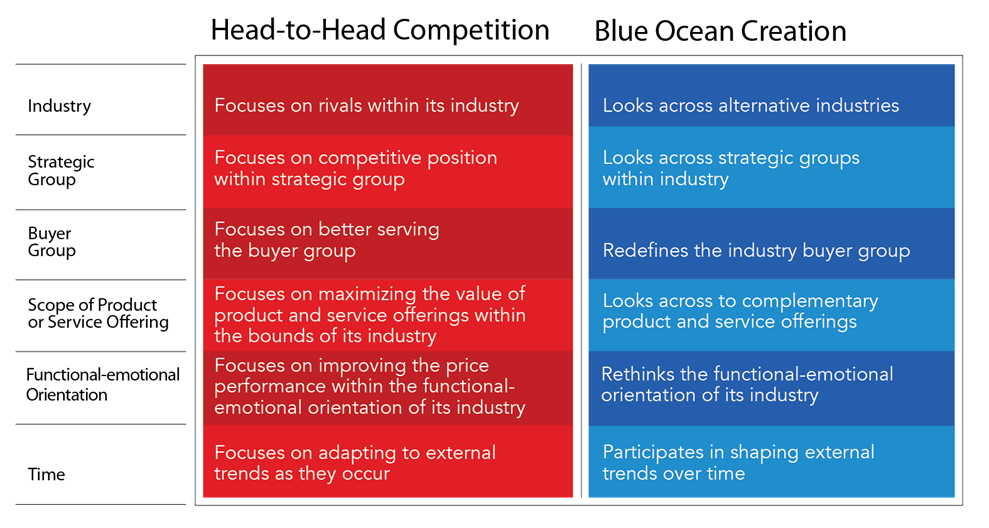 Head-to-Head Competition
Blue Ocean Creation
Industry
Focuses on rivals within its industry
Looks across alternative industries
Strategic
Group
Focuses on competitive position
within strategic group
Looks across strategic groups
within industry
Buyer
Group
Focuses on better serving
the buyer group
Redefines the industry buyer group
Scope of Product
or Service Offering
Focuses on maximizing the value of
product and service offerings within
the bounds of its industry
Looks across to complementary
product and service offerings
Functional-emotional
Orientation
Focuses on improving the price
performance within the functional-
emotional orientation of its industry
Rethinks the functional-emotional
orientation of its industry
Time
Focuses on adapting to external
trends as they occur
Participates in shaping external
trends over time